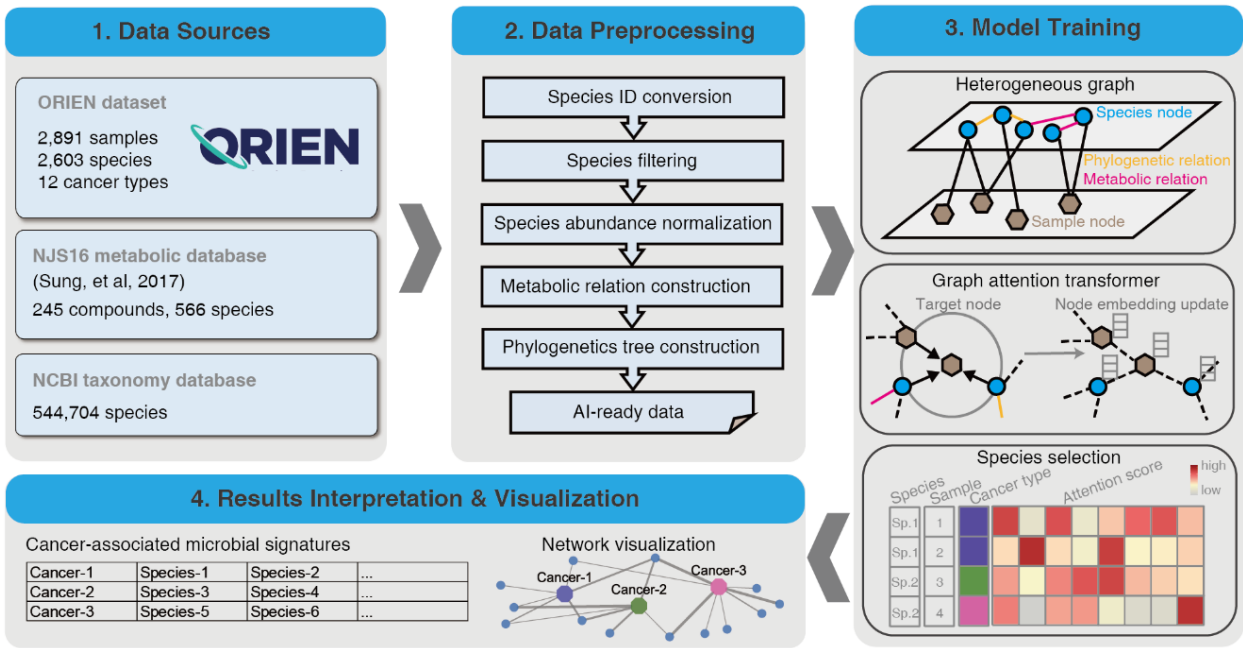 1. Data Sources
ORIEN dataset
2,891 samples
2,603 species
12 cancer types
ORIEN
NJS16 metabolic database
(Sung, et al, 2017)
245 compounds, 566 species
NCBI taxonomy database
544,704 species
2. Data Preprocessing
Species ID conversion
Species filtering
Species abundance normalization
Metabolic relation construction
Phylogenetics tree construction
AI-ready data
3. Model Training
Heterogeneous graph
Species node
Phylogenetic relation
Metabolic relation
Sample node
Graph attention transformer
Target node
Node embedding update
Species selection
Species
Sample
Cancer type
Attention score
high
low
Sp.1 1
Sp.1 2
Sp.2 3
Sp.2 4
4. Results Interpretation & Visualization
Cancer-associated microbial signatures
Cancer-1 Species-1 Species-2 ...
Cancer-2 Species-3 Species-4 ...
Cancer-3 Species-5 Species-6 ...
Network visualization
Cancer-1
Cancer-2
Cancer-3